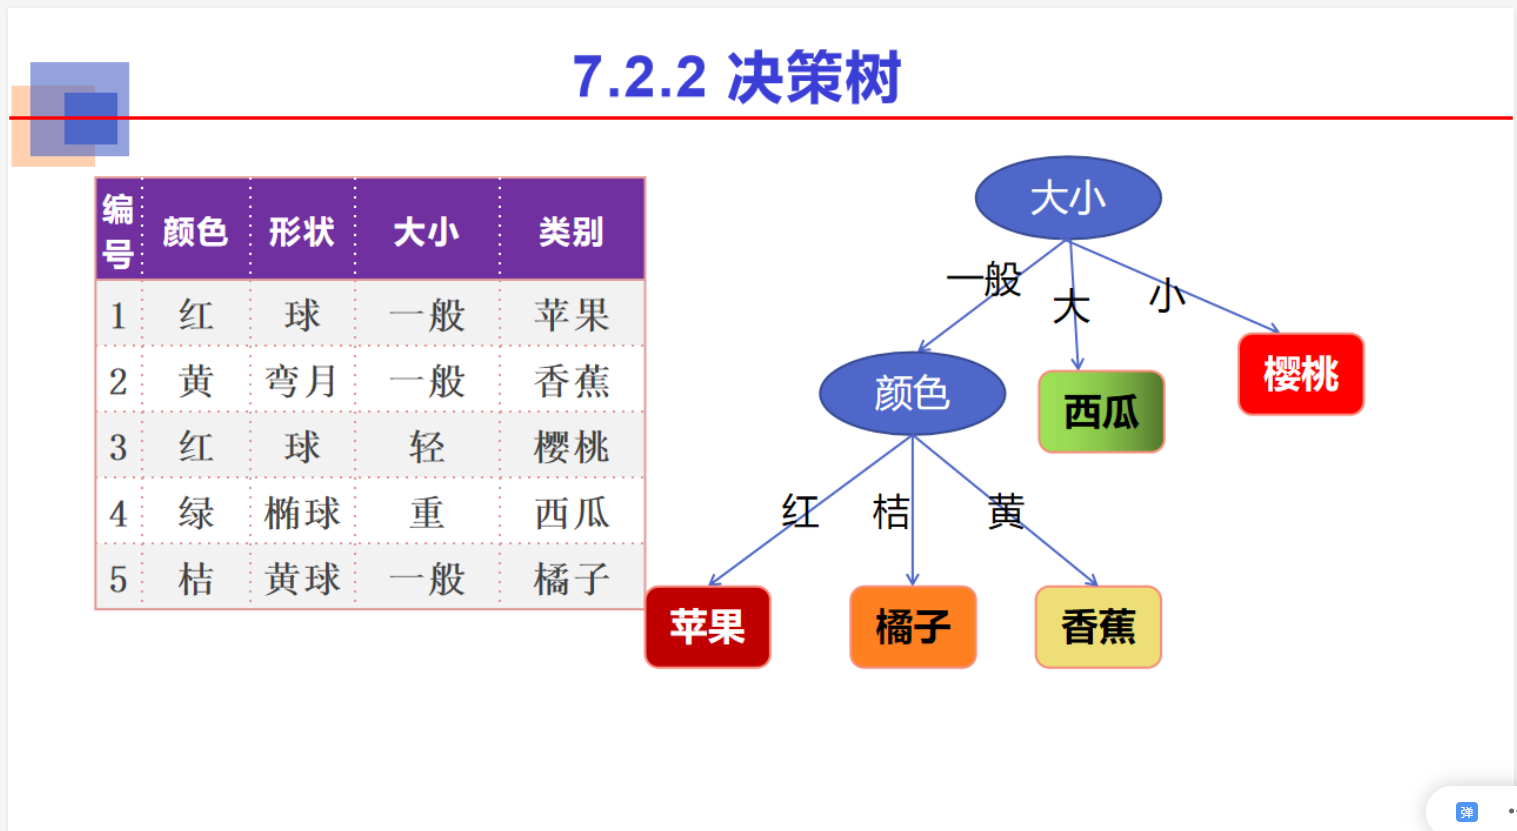 7.2.2 决策树
编号 颜色 形状 大小 类别
1 红 球 一般 苹果
2 黄 弯月 一般 香蕉
3 红 球 轻 樱桃
4 绿 椭球 重 西瓜
5 桔 黄球 一般 橘子
大小
一般 大 小
颜色
西瓜
樱桃
红 桔 黄
苹果
橘子
香蕉
弹